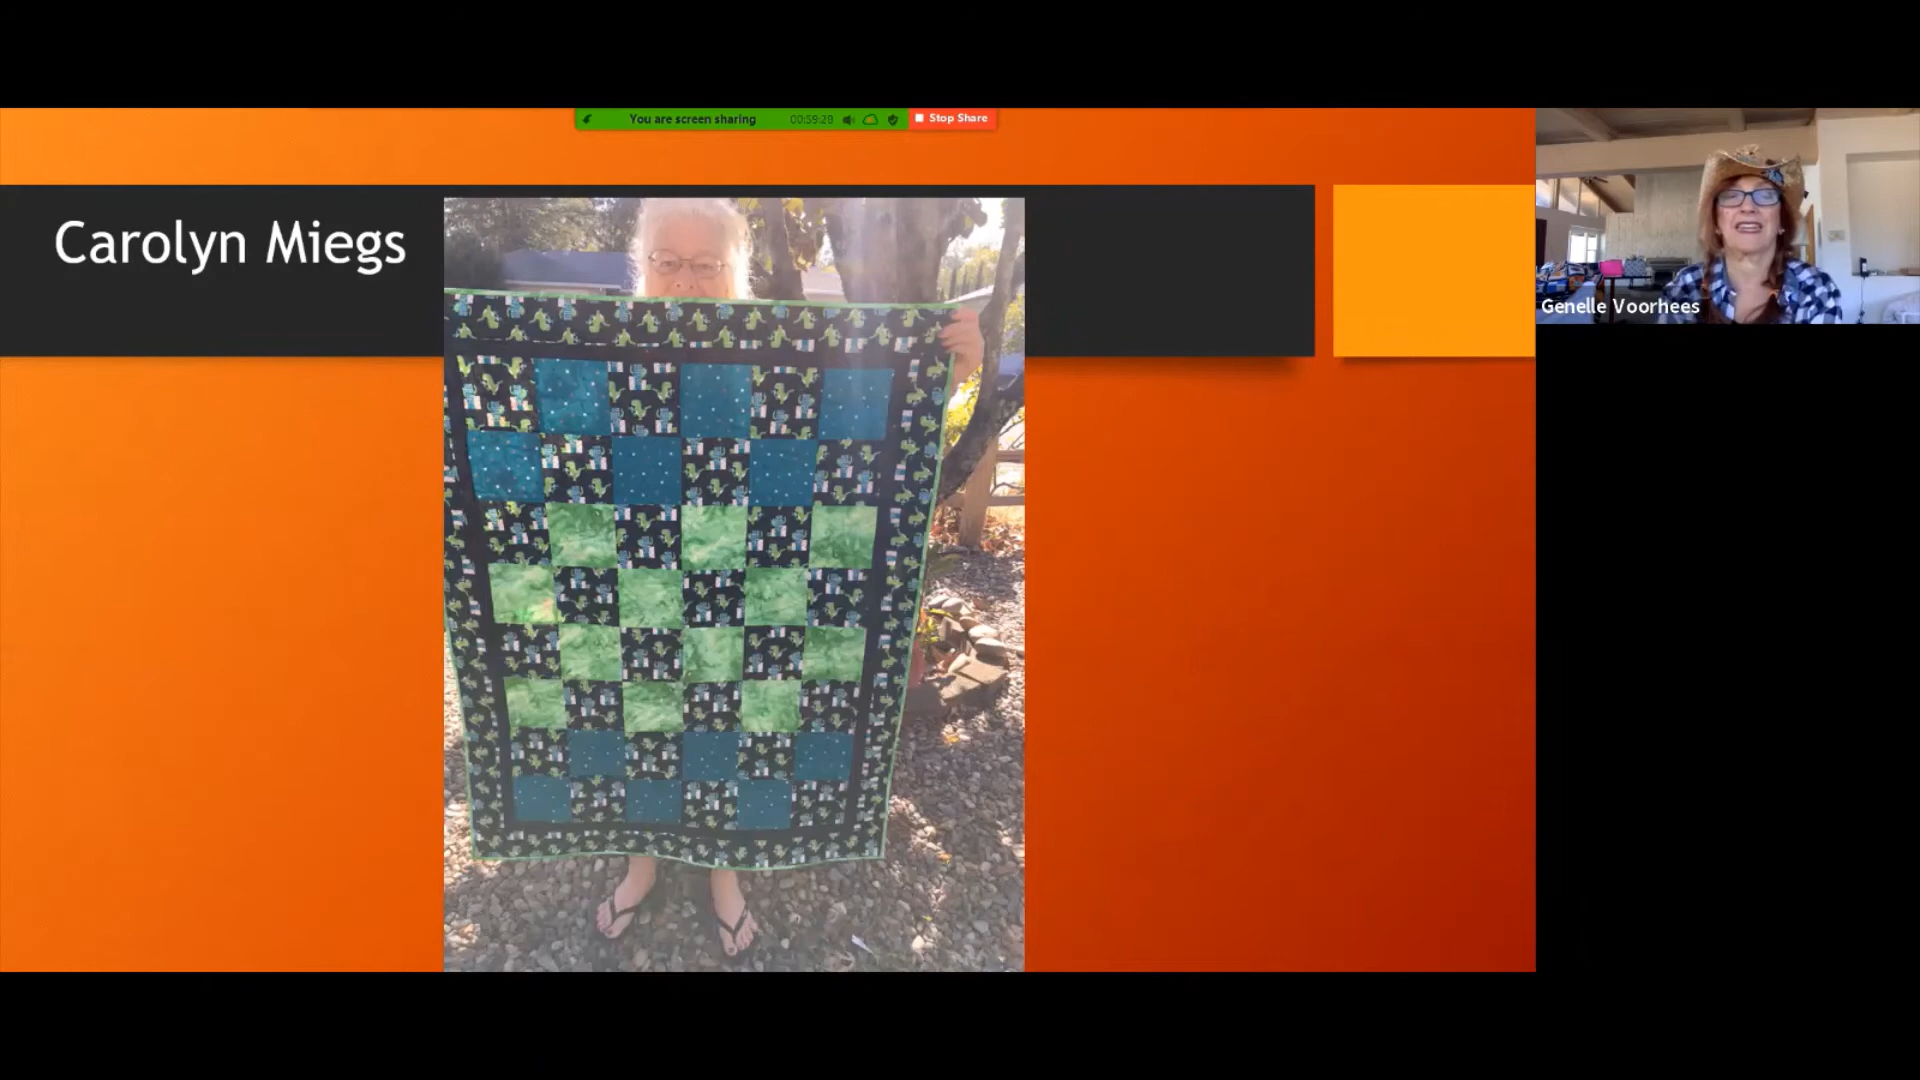 You are screen sharing
00:59:28
Stop Share
Carolyn Miegs
Genelle Voorhees